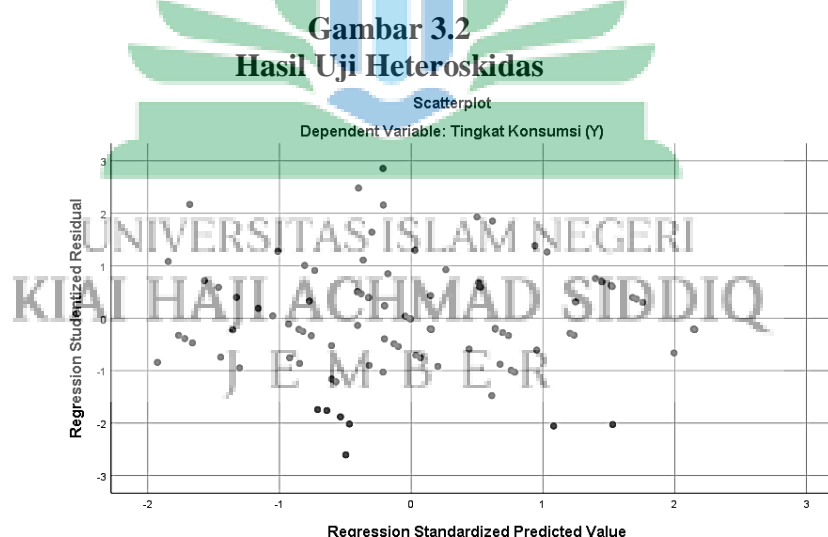 Gambar 3.2
Hasil Uji Heteroskidas
Scatterplot
Dependent Variable: Tingkat Konsumsi (Y)
Regression Studentized Residual
3
2
1
0
-1
-2
-3
UNIVERSITAS ISLAM NEGERI
KIAI HAJI ACHMAD SIDDIQ
J E M B E R
-2 -1 0 1 2 3
Regression Standardized Predicted Value